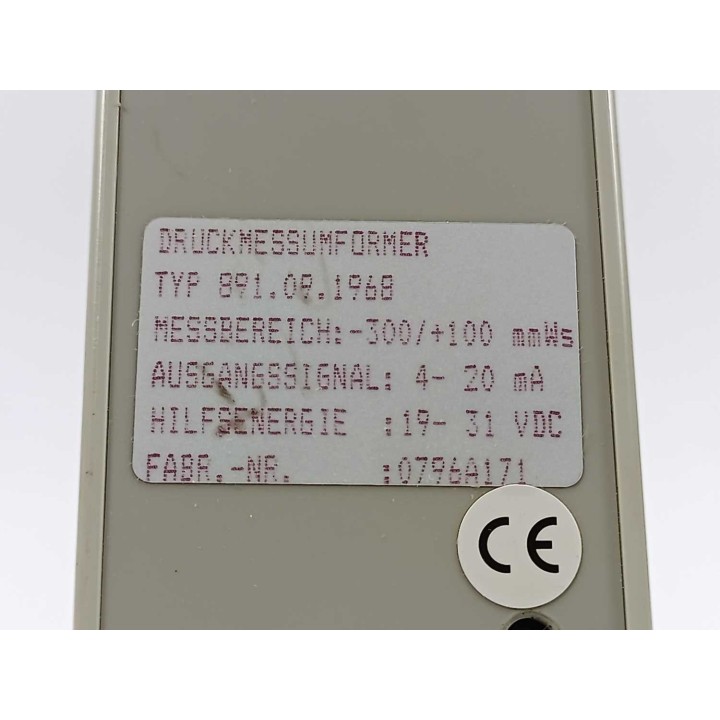 DRUCKMESSUMFORMER
TYP 891.09.1968
MESSBEREICH:-300/+100 mmWs
AUSGANGSSIGNAL: 4- 20 mA
HILFSENERGIE :19- 31 VDC
FABR.-NR. :0796A171
CE